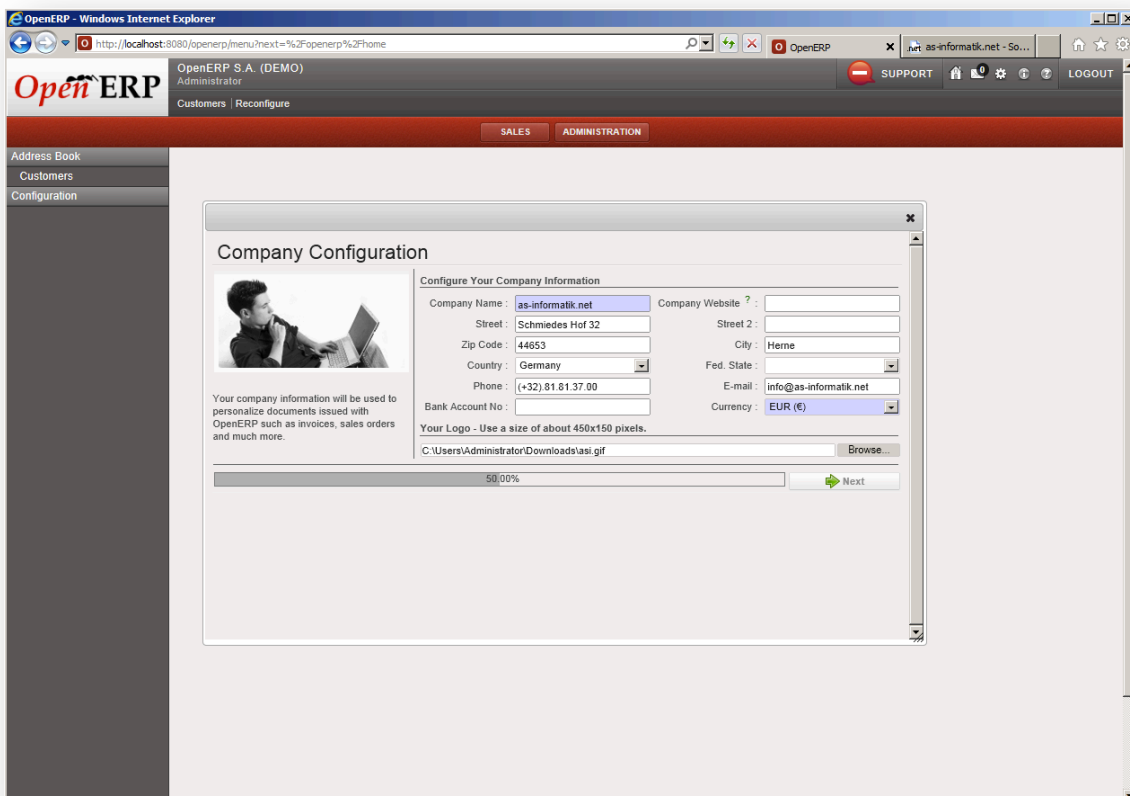 OpenERP - Windows Internet Explorer
http://localhost:8080/openerp/menu?next=%2Fopenerp%2Fhome
OpenERP
.net as-informatik.net - So...
Open ERP
OpenERP S.A. (DEMO)
Administrator
Customers | Reconfigure
SUPPORT
0
LOGOUT
SALES
ADMINISTRATION
Address Book
Customers
Configuration
Company Configuration
Configure Your Company Information
Company Name : as-informatik.net Company Website ? :
Street : Schmiedes Hof 32 Street 2 :
Zip Code : 44653 City : Herne
Country : Germany Fed. State :
Phone : (+32).81.81.37.00 E-mail : info@as-informatik.net
Bank Account No : Currency : EUR (€)
Your company information will be used to
personalize documents issued with
OpenERP such as invoices, sales orders
and much more.
Your Logo - Use a size of about 450x150 pixels.
C:\Users\Administrator\Downloads\asi.gif Browse...
50,00% Next